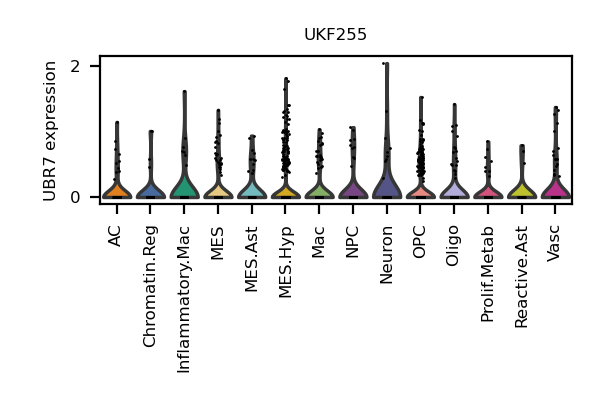 UKF255
UBR7 expression
2
0
AC
Chromatin.Reg
Inflammatory.Mac
MES
MES.Ast
MES.Hyp
Mac
NPC
Neuron
OPC
Oligo
Prolif.Metab
Reactive.Ast
Vasc